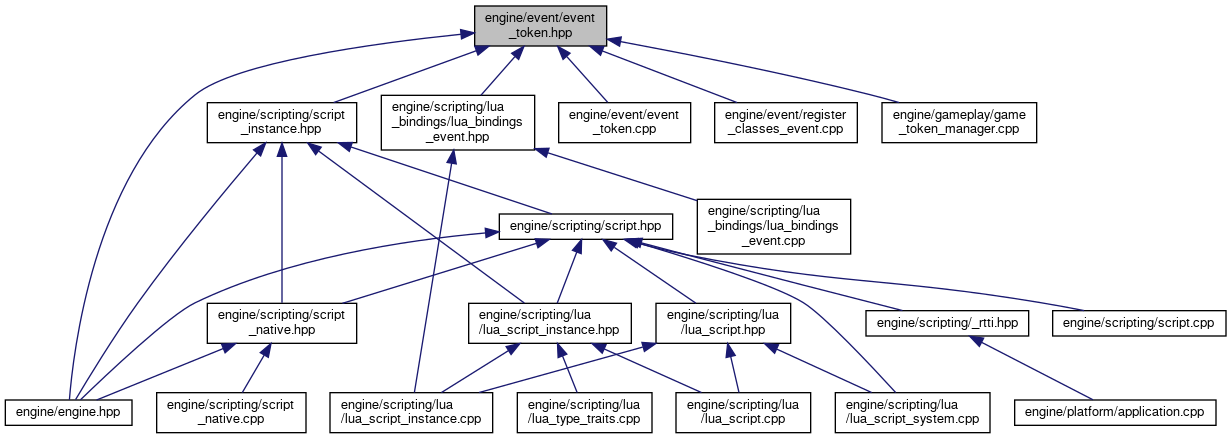 engine/event/event
_token.hpp
engine/scripting/script
_instance.hpp
engine/scripting/lua
_bindings/lua_bindings
_event.hpp
engine/event/event
_token.cpp
engine/event/register
_classes_event.cpp
engine/gameplay/game
_token_manager.cpp
engine/scripting/script.hpp
engine/scripting/lua
_bindings/lua_bindings
_event.cpp
engine/scripting/script
_native.hpp
engine/scripting/lua
/lua_script_instance.hpp
engine/scripting/lua
/lua_script.hpp
engine/scripting/_rtti.hpp
engine/scripting/script.cpp
engine/engine.hpp
engine/scripting/script
_native.cpp
engine/scripting/lua
/lua_script_instance.cpp
engine/scripting/lua
/lua_type_traits.cpp
engine/scripting/lua
/lua_script.cpp
engine/scripting/lua
/lua_script_system.cpp
engine/platform/application.cpp